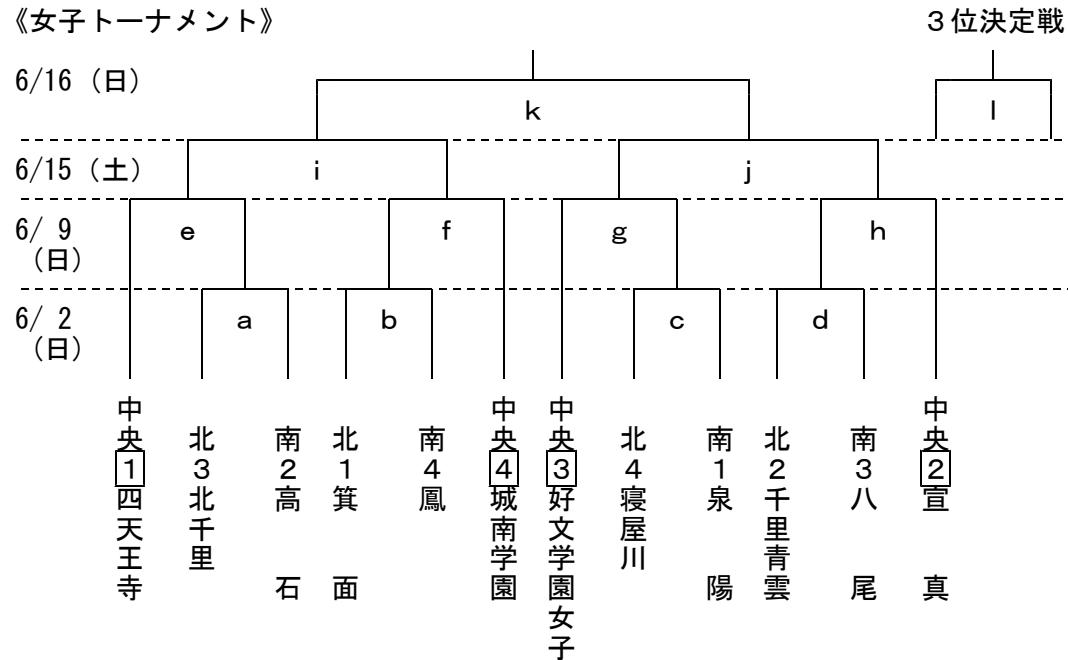 《女子トーナメント》
３位決定戦
6/16（日）
k
l
6/15（土）
i
j
6/ 9
（日）
e
f
g
h
6/ 2
（日）
a
b
c
d
中央1四天王寺
北３北千里
南２高石
北１箕面
南４鳳
中央4城南学園
中央3好文学園女子
北４寝屋川
南１泉陽
北２千里青雲
南３八尾
中央2宣真